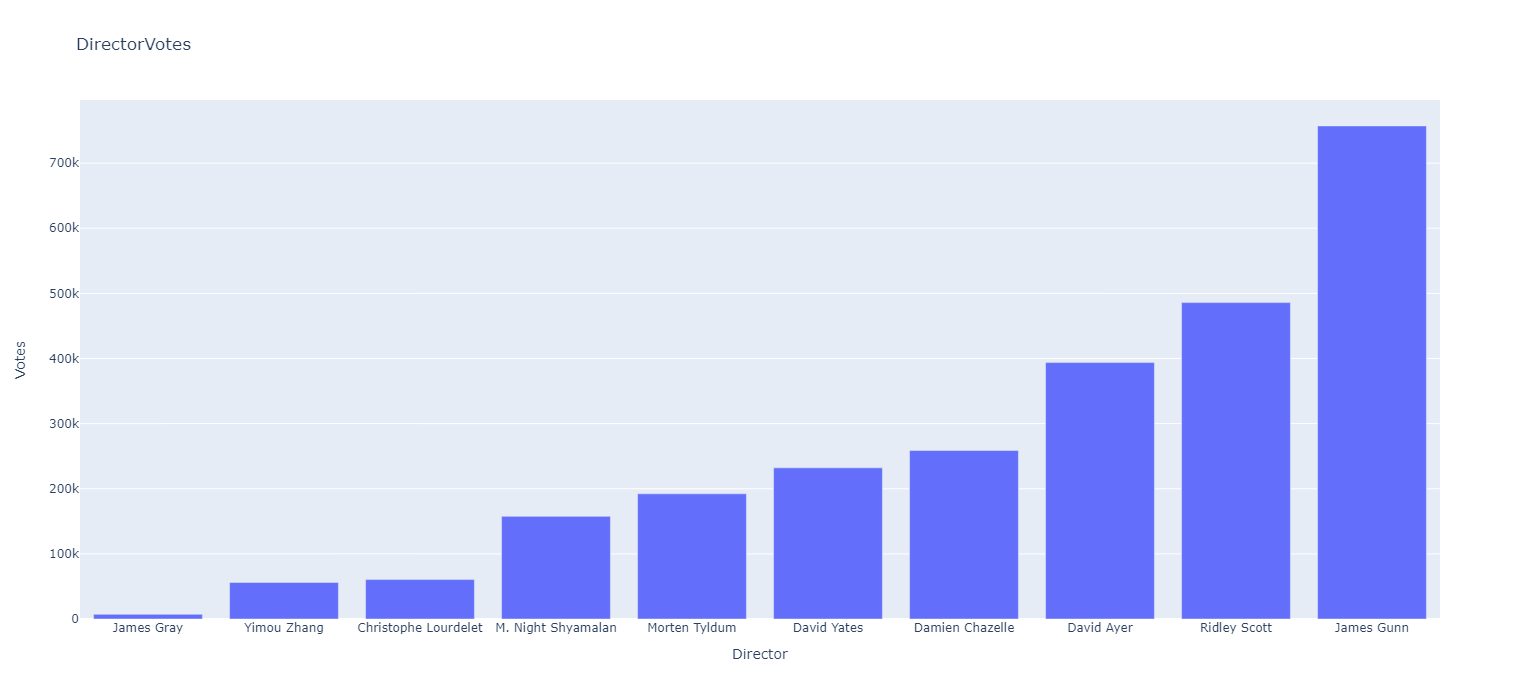 DirectorVotes
Votes
700k
600k
500k
400k
300k
200k
100k
0
James Gray Yimou Zhang Christophe Lourdelet M. Night Shyamalan Morten Tyldum David Yates Damien Chazelle David Ayer Ridley Scott James Gunn
Director